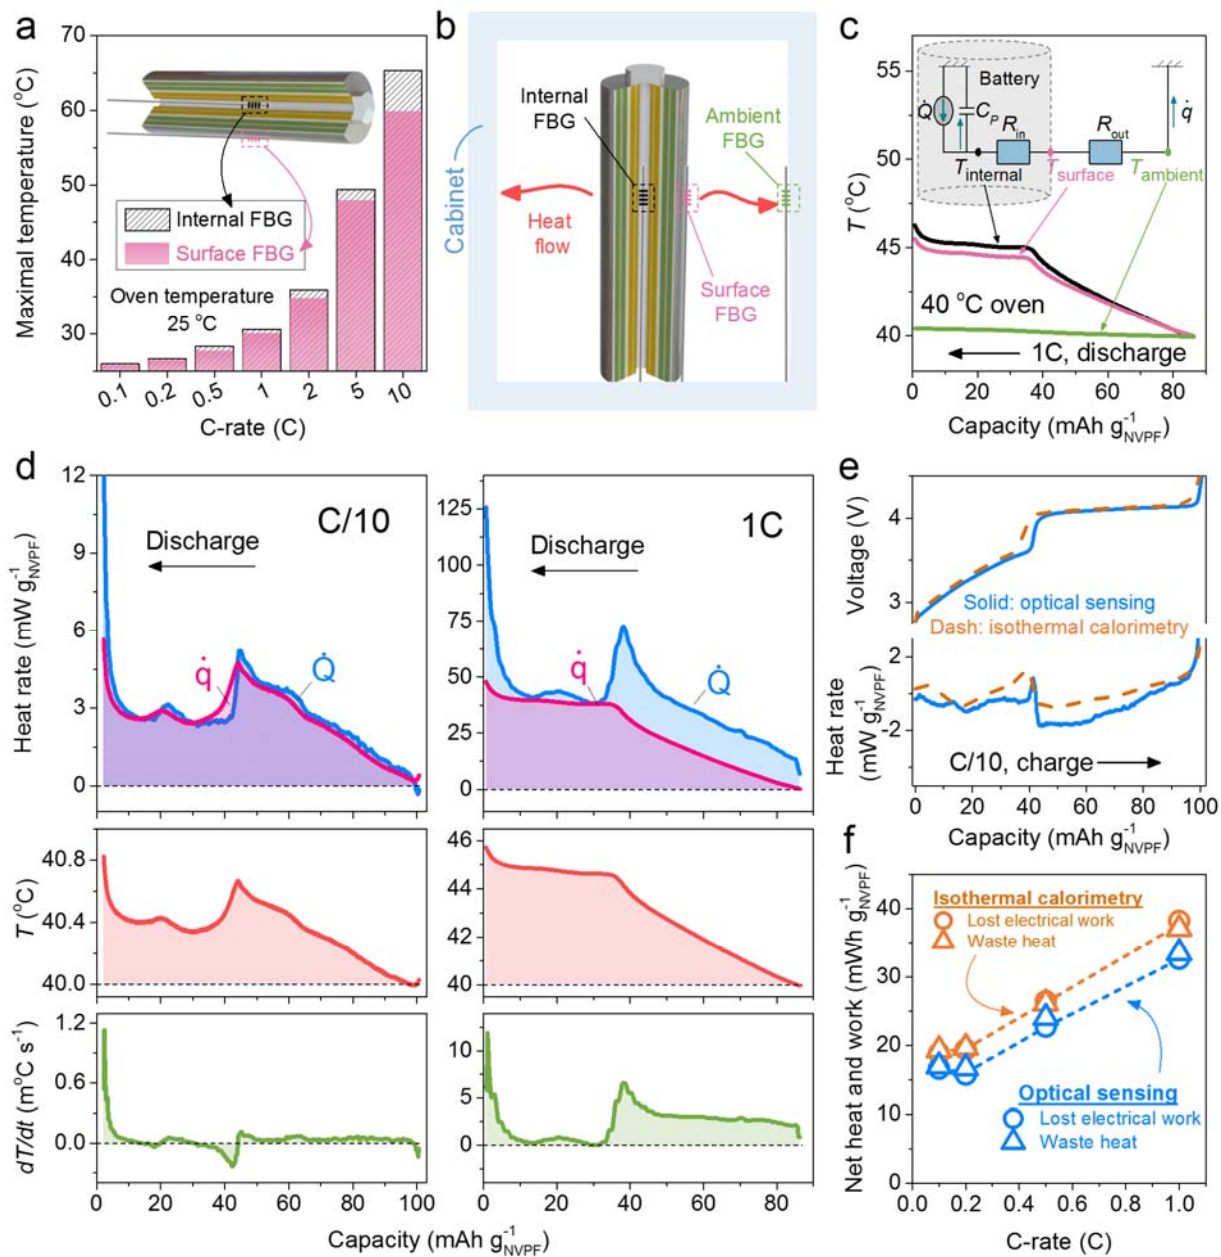 a
70
60
50
40
30
Maximal temperature (°C)
Internal FBG
Surface FBG
Oven temperature
25 °C
0.1
0.2
0.5
1
2
5
10
C-rate (C)
b
Cabinet
Internal
FBG
Ambient
FBG
Heat
flow
Surface
FBG
c
55
50
45
40
T (°C)
Battery
Q̇
C_P
R_in
R_out
q̇
T_internal
T_surface
T_ambient
40 °C oven
1C, discharge
0
20
40
60
80
Capacity (mAh g⁻¹_NVPF)
d
12
9
6
3
0
Heat rate (mW g⁻¹_NVPF)
C/10
Discharge
q̇
Q̇
125
100
75
50
25
0
1C
Discharge
q̇
Q̇
40.8
40.4
40.0
T (°C)
46
44
42
40
1.2
0.6
0.0
dT/dt (m°C s⁻¹)
10
5
0
0
20
40
60
80
100
0
20
40
60
80
Capacity (mAh g⁻¹_NVPF)
e
4
3
Voltage (V)
Solid: optical sensing
Dash: isothermal calorimetry
2
-2
Heat rate
(mW g⁻¹_NVPF)
C/10, charge
0
20
40
60
80
100
Capacity (mAh g⁻¹_NVPF)
f
50
40
30
20
10
0
Net heat and work (mWh g⁻¹_NVPF)
Isothermal calorimetry
Lost electrical work
Waste heat
Optical sensing
Lost electrical work
Waste heat
0.0
0.2
0.4
0.6
0.8
1.0
C-rate (C)